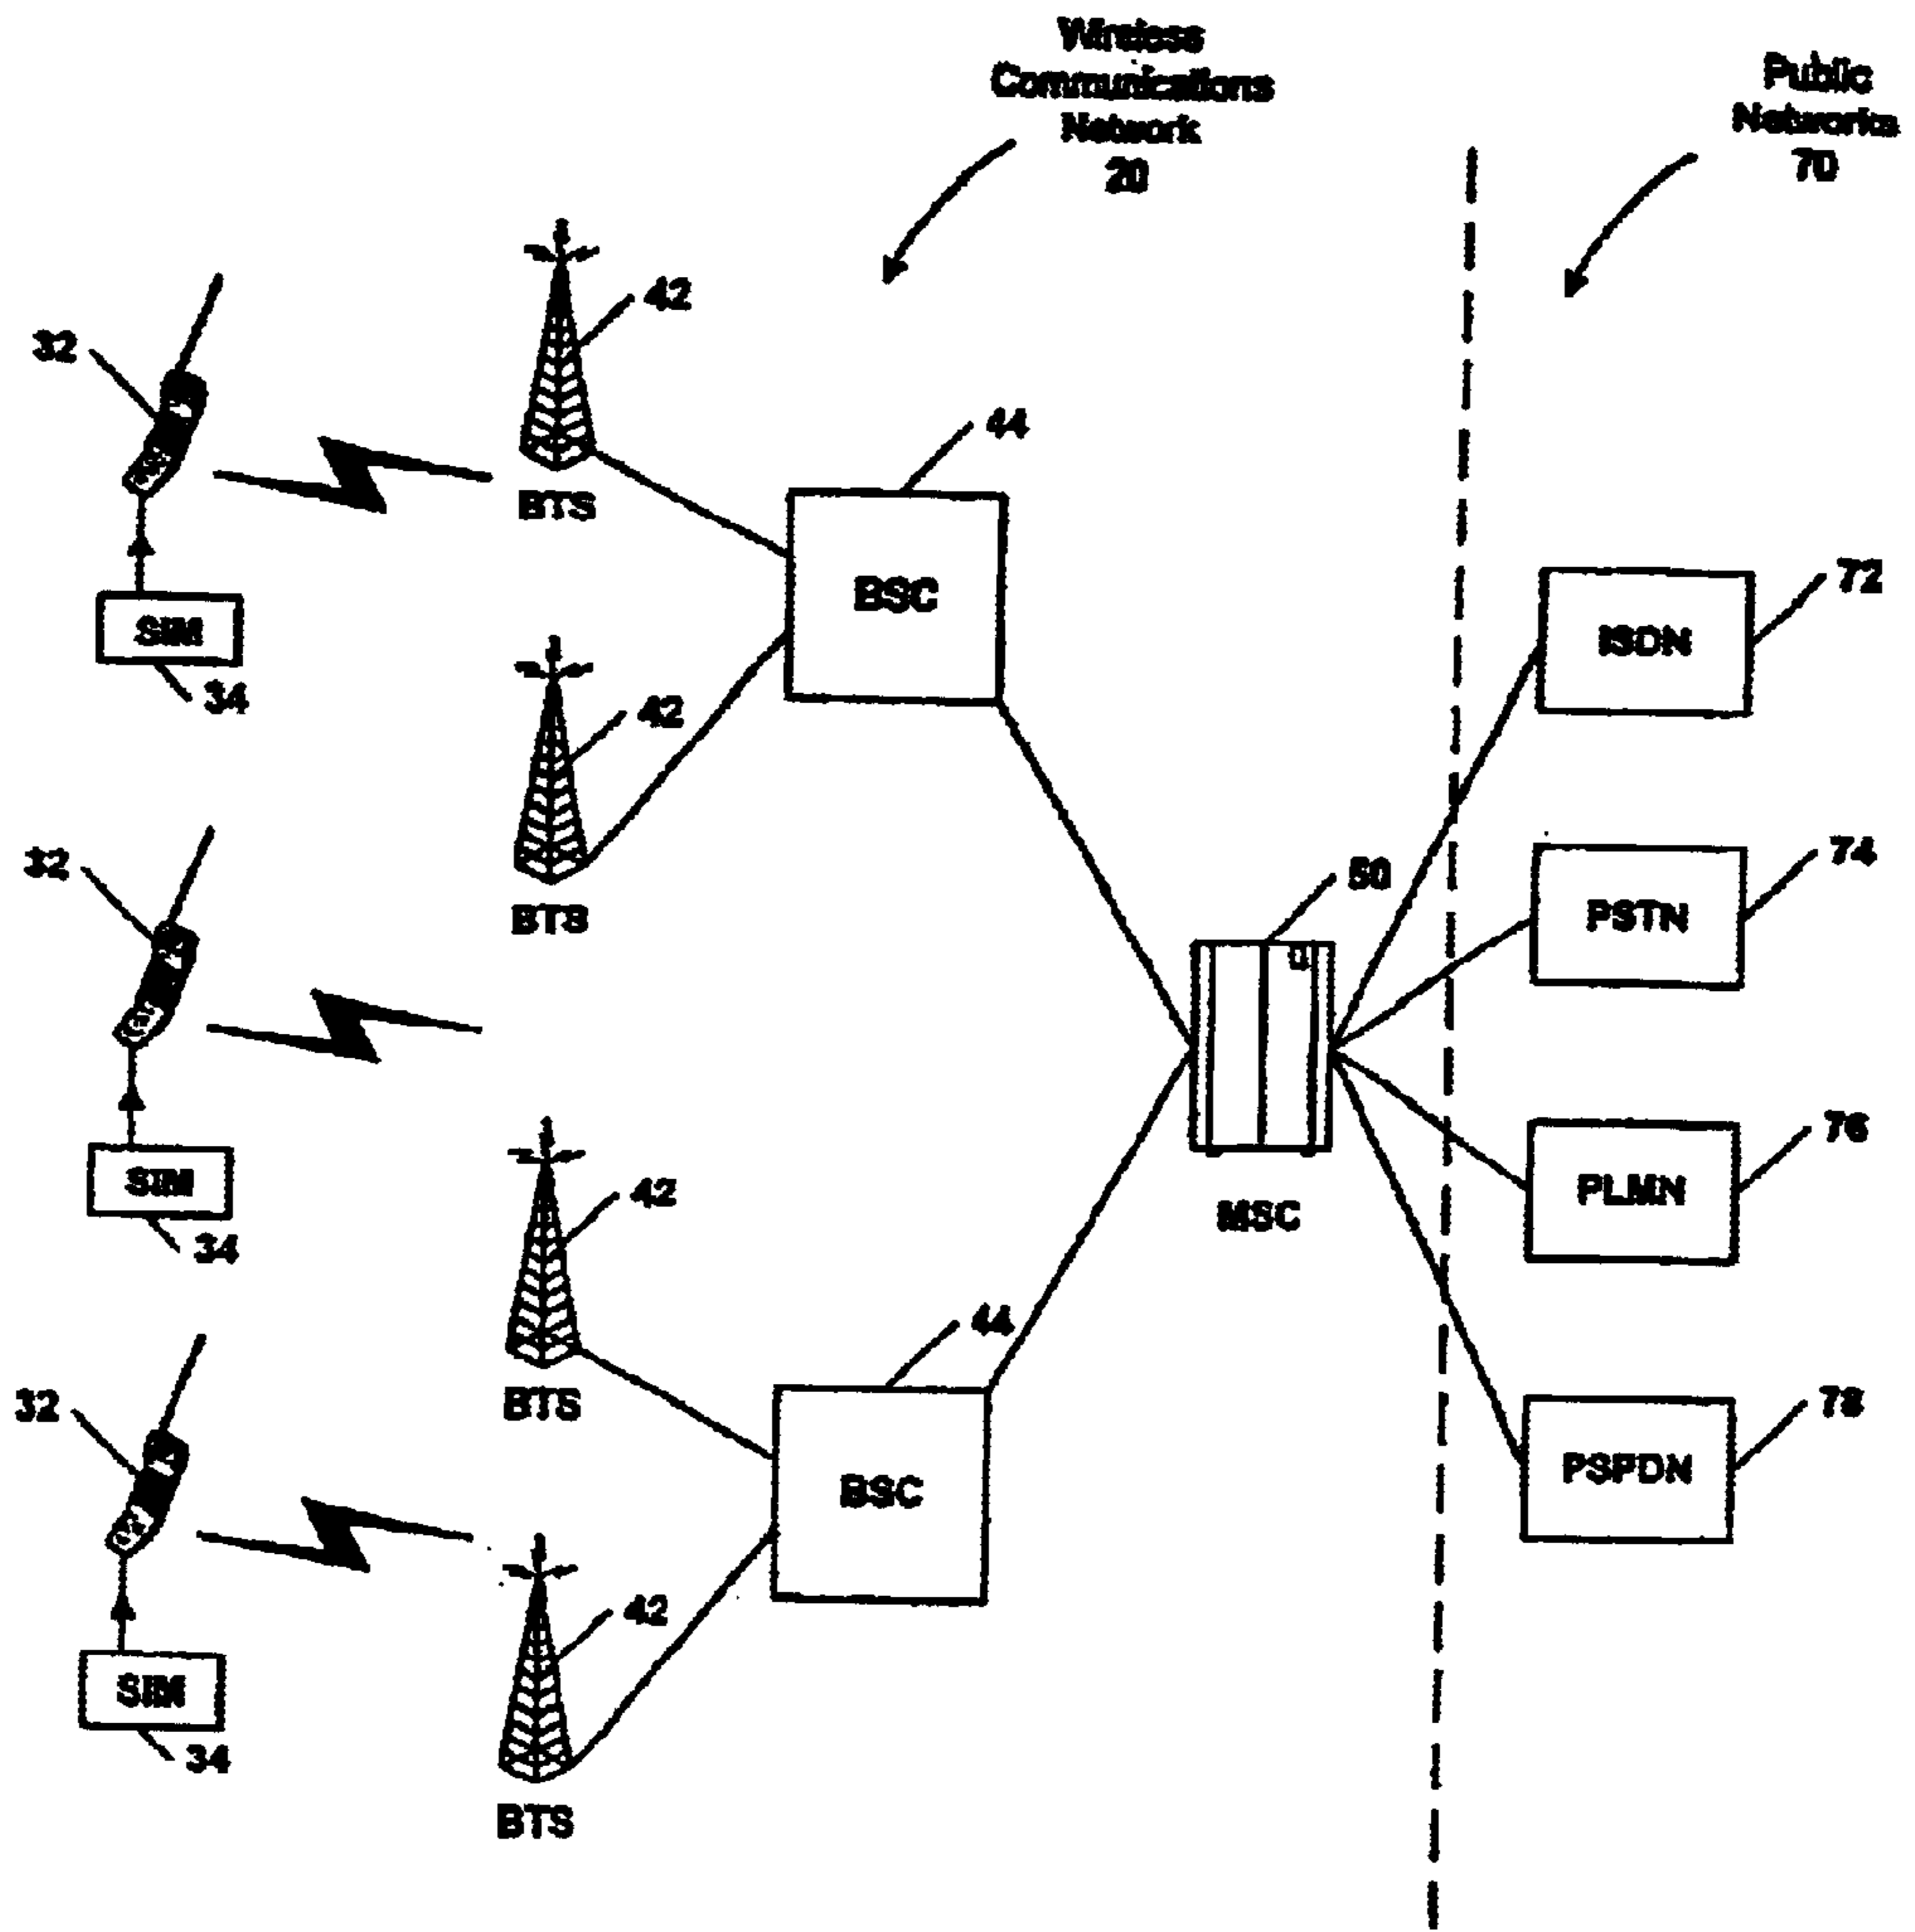 Wireless
Communications
Network
20
Public
Networks
70
42
32
44
BTS
BSC
72
ISDN
SIM
34
42
74
32
50
PSTN
BTS
76
SIM
42
PLMN
MSC
34
44
32
BTS
78
PSPDN
BSC
42
SIM
34
BTS